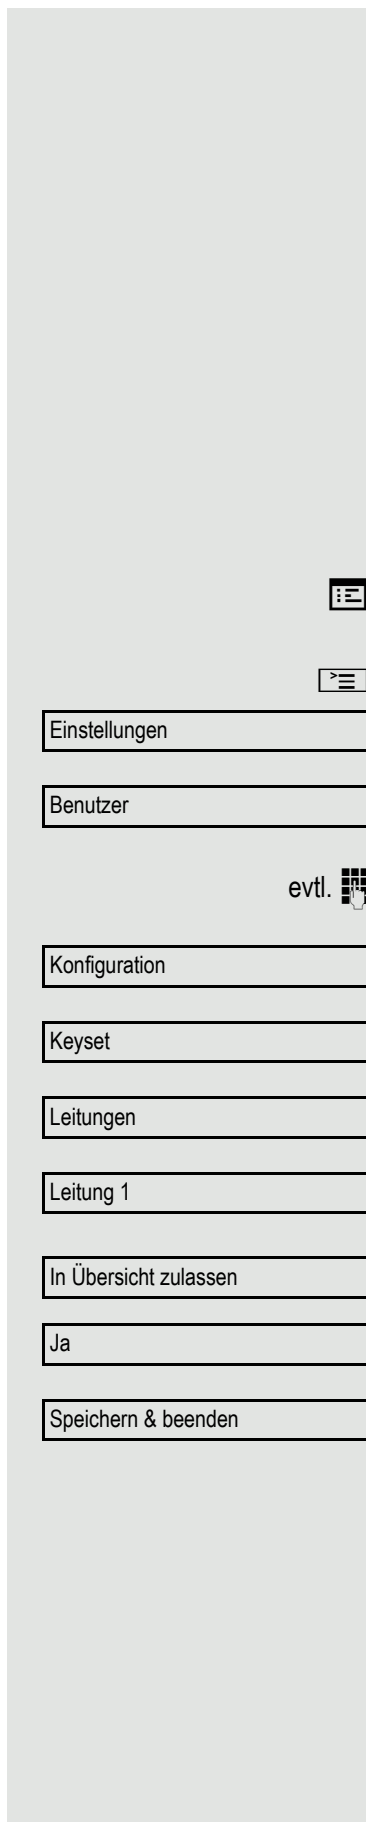 Einstellungen
Benutzer
evtl.
Konfiguration
Keyset
Leitungen
Leitung 1
In Übersicht zulassen
Ja
Speichern & beenden